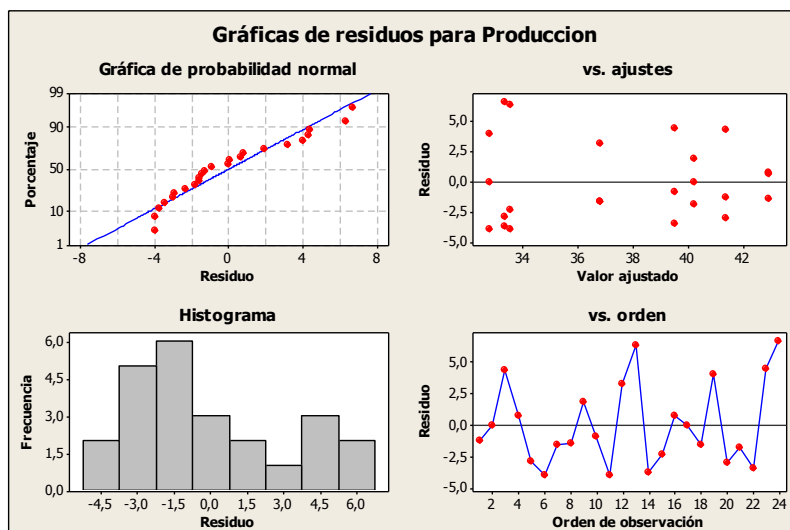 Gráficas de residuos para Produccion
Gráfica de probabilidad normal
99
90
50
10
1
Porcentaje
-8 -4 0 4 8
Residuo
vs. ajustes
5,0
2,5
0,0
-2,5
-5,0
Residuo
34 36 38 40 42
Valor ajustado
Histograma
6,0
4,5
3,0
1,5
0,0
Frecuencia
-4,5 -3,0 -1,5 0,0 1,5 3,0 4,5 6,0
Residuo
vs. orden
5,0
2,5
0,0
-2,5
-5,0
Residuo
2 4 6 8 10 12 14 16 18 20 22 24
Orden de observación